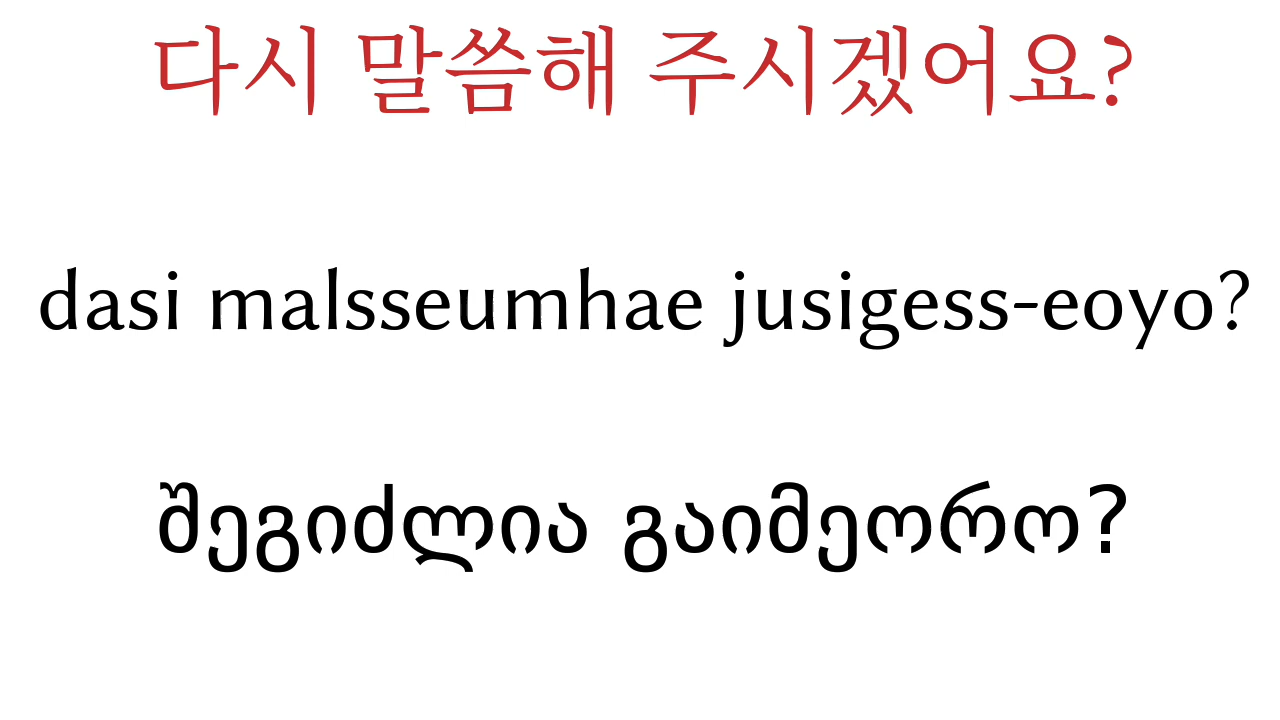 다시 말씀해 주시겠어요?
dasi malsseumhae jusigess-eoyo?
შეგიძლია გაიმეორო?